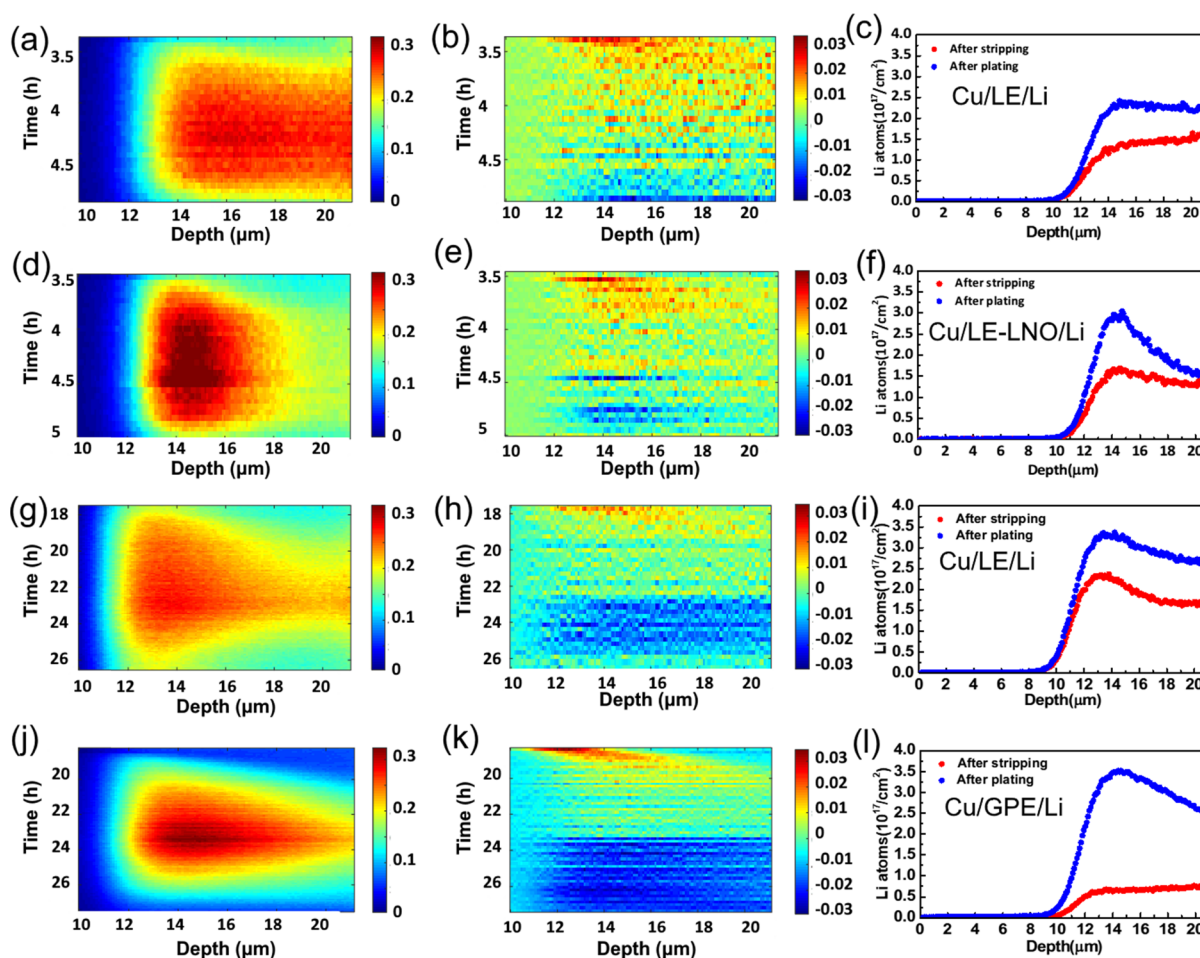 (a)
Time (h)
3.5
4
4.5
10 12 14 16 18 20
Depth (µm)
0.3
0.2
0.1
0
(b)
Time (h)
3.5
4
4.5
10 12 14 16 18 20
Depth (µm)
0.03
0.02
0.01
0
-0.01
-0.02
-0.03
(c)
Li atoms(10¹⁷/cm²)
4.0
3.5
3.0
2.5
2.0
1.5
1.0
0.5
0.0
After stripping
After plating
Cu/LE/Li
0 2 4 6 8 10 12 14 16 18 20
Depth(µm)
(d)
Time (h)
4
4.5
5
10 12 14 16 18 20
Depth (µm)
0.3
0.2
0.1
0
(e)
Time (h)
3.5
4
4.5
5
10 12 14 16 18 20
Depth (µm)
0.03
0.02
0.01
0
-0.01
-0.02
-0.03
(f)
Li atoms(10¹⁷/cm²)
4.0
3.5
3.0
2.5
2.0
1.5
1.0
0.5
0.0
After stripping
After plating
Cu/LE-LNO/Li
0 2 4 6 8 10 12 14 16 18 20
Depth(µm)
(g)
Time (h)
18
20
22
24
26
10 12 14 16 18 20
Depth (µm)
0.3
0.2
0.1
0
(h)
Time (h)
18
20
22
24
26
10 12 14 16 18 20
Depth (µm)
0.03
0.02
0.01
0
-0.01
-0.02
-0.03
(i)
Li atoms(10¹⁷/cm²)
4.0
3.5
3.0
2.5
2.0
1.5
1.0
0.5
0.0
After stripping
After plating
Cu/LE/Li
0 2 4 6 8 10 12 14 16 18 20
Depth(µm)
(j)
Time (h)
20
22
24
26
10 12 14 16 18 20
Depth (µm)
0.3
0.2
0.1
0
(k)
Time (h)
20
22
24
26
10 12 14 16 18 20
Depth (µm)
0.03
0.02
0.01
0
-0.01
-0.02
-0.03
(l)
Li atoms(10¹⁷/cm²)
4.0
3.5
3.0
2.5
2.0
1.5
1.0
0.5
0.0
After stripping
After plating
Cu/GPE/Li
0 2 4 6 8 10 12 14 16 18 20
Depth(µm)